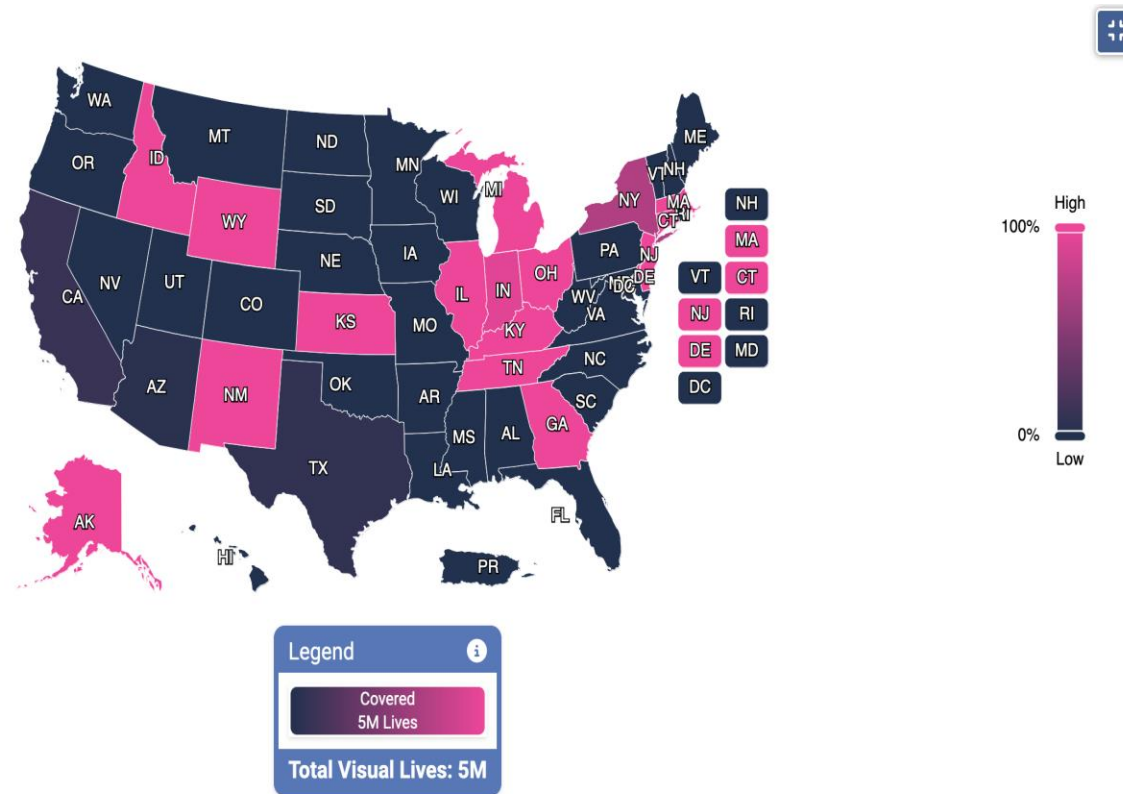 WA
MT
ND
MN
ME
OR
ID
SD
WI
MI
VT
NH
NY
MA
WY
CT
RI
NH
High
100%
MA
NV
UT
NE
IA
PA
NJ
CA
CO
IL
IN
OH
DE
DC
VT
CT
KS
MO
KY
WV
VA
NJ
RI
AZ
NM
OK
AR
TN
NC
DE
MD
SC
DC
TX
LA
MS
AL
GA
0%
Low
AK
HI
PR
FL
Legend
i
Covered
5M Lives
Total Visual Lives: 5M